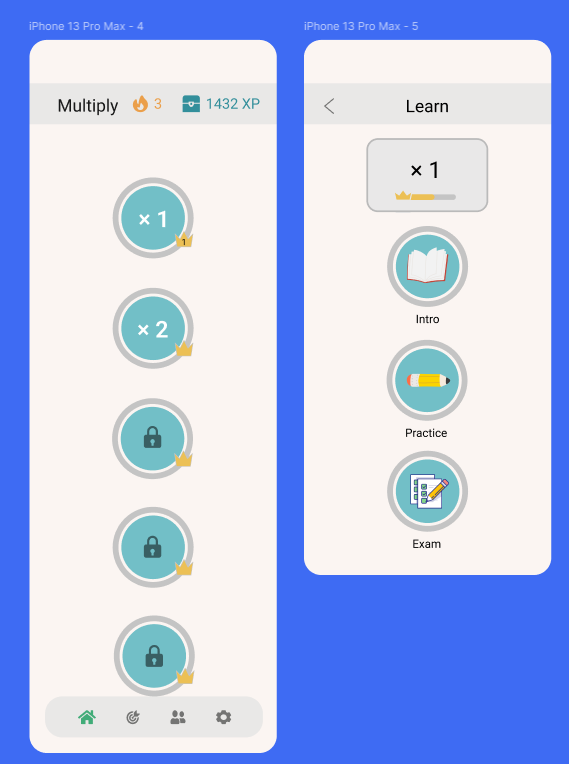 iPhone 13 Pro Max - 4
Multiply 3 1432 XP
× 1
1
× 2
iPhone 13 Pro Max - 5
Learn
× 1
Intro
Practice
Exam